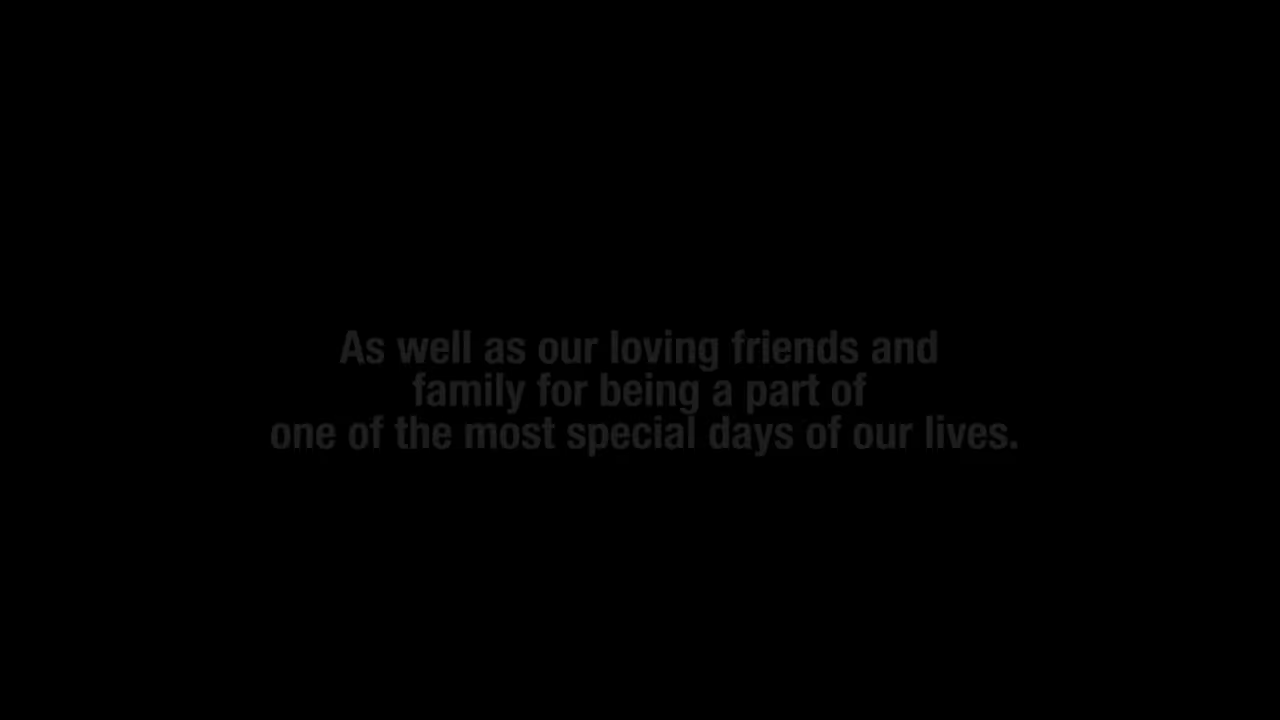 As well as our loving friends and
family for being a part of
one of the most special days of our lives.